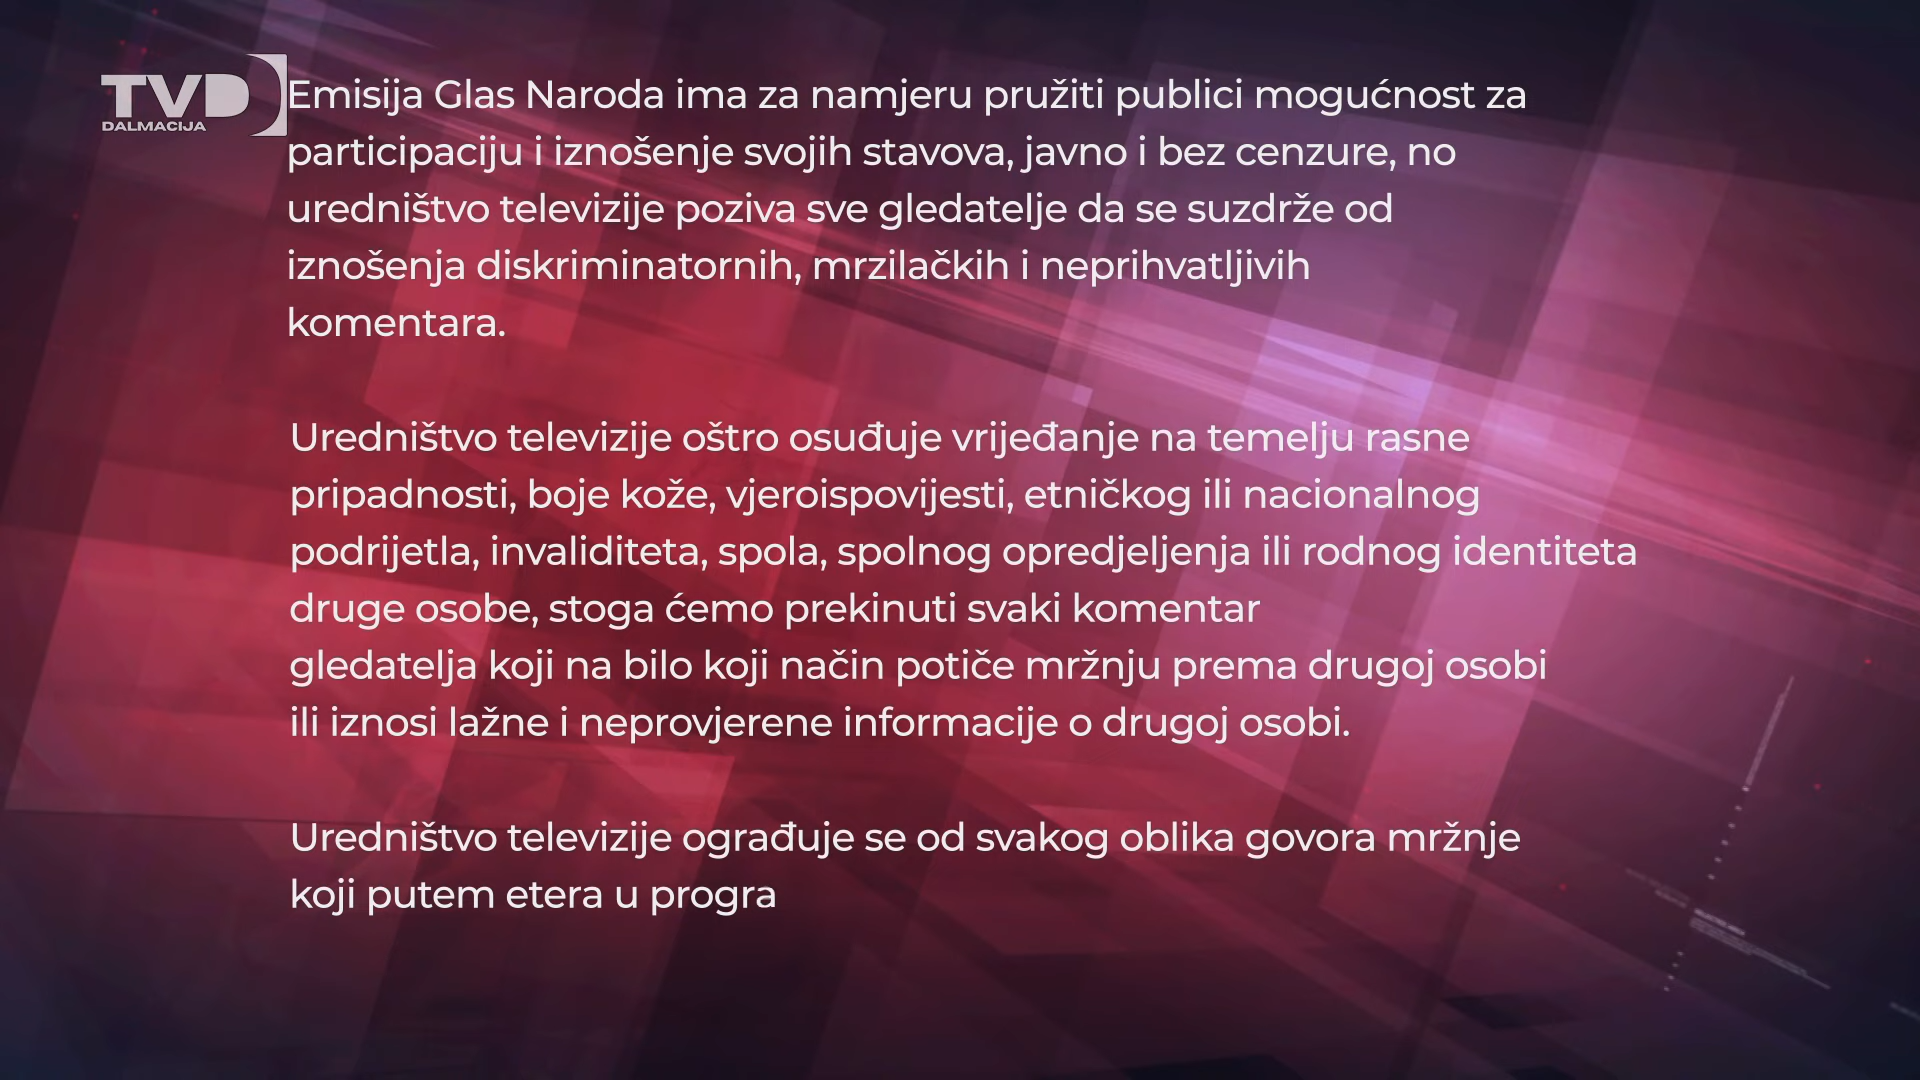 TVD
DALMACIJA
Emisija Glas Naroda ima za namjeru pružiti publici mogućnost za
participaciju i iznošenje svojih stavova, javno i bez cenzure, no
uredništvo televizije poziva sve gledatelje da se suzdrže od
iznošenja diskriminatornih, mrzilačkih i neprihvatljivih
komentara.
Uredništvo televizije oštro osuđuje vrijeđanje na temelju rasne
pripadnosti, boje kože, vjeroispovijesti, etničkog ili nacionalnog
podrijetla, invaliditeta, spola, spolnog opredjeljenja ili rodnog identiteta
druge osobe, stoga ćemo prekinuti svaki komentar
gledatelja koji na bilo koji način potiče mržnju prema drugoj osobi
ili iznosi lažne i neprovjerene informacije o drugoj osobi.
Uredništvo televizije ograđuje se od svakog oblika govora mržnje
koji putem etera u progra